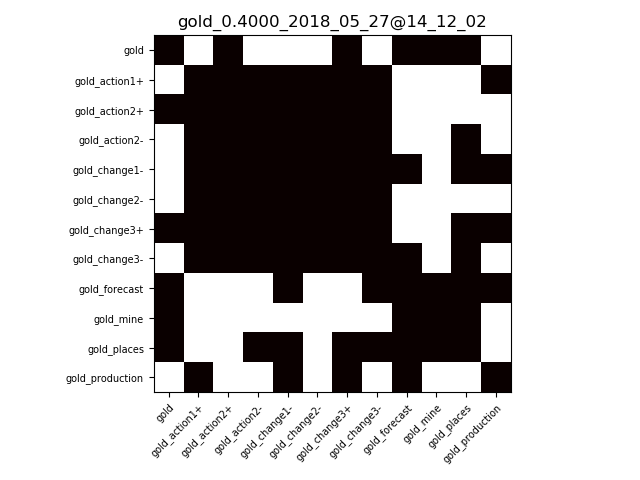 gold_0.4000_2018_05_27@14_12_02
gold
gold_action1+
gold_action2+
gold_action2-
gold_change1-
gold_change2-
gold_change3+
gold_change3-
gold_forecast
gold_mine
gold_places
gold_production
gold
gold_action1+
gold_action2+
gold_action2-
gold_change1-
gold_change2-
gold_change3+
gold_change3-
gold_forecast
gold_mine
gold_places
gold_production